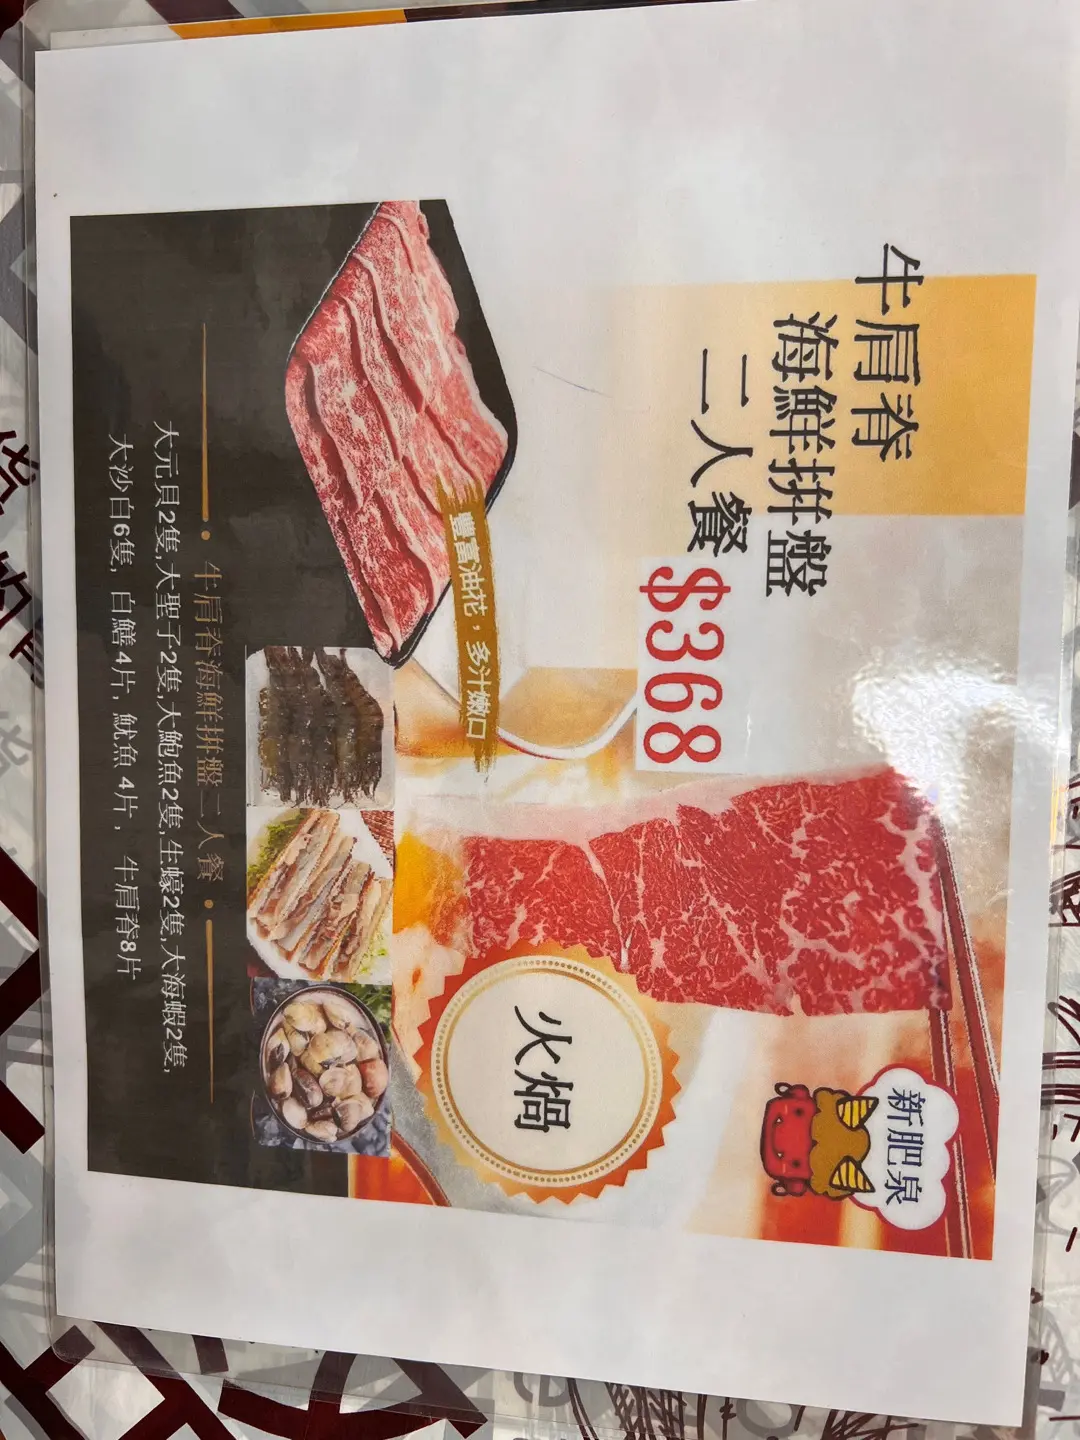 牛肩脊
海鮮拼盤
二人餐$368
新肥泉
豐富油花，多汁嫩口
火煱
牛肩脊海鮮拼盤二人餐
大元貝2隻,大聖子2隻,大鮑魚2隻,生蠔2隻,大海蝦2隻,
大沙白6隻, 白鱔4片, 魷魚 4片, 牛肩脊8片